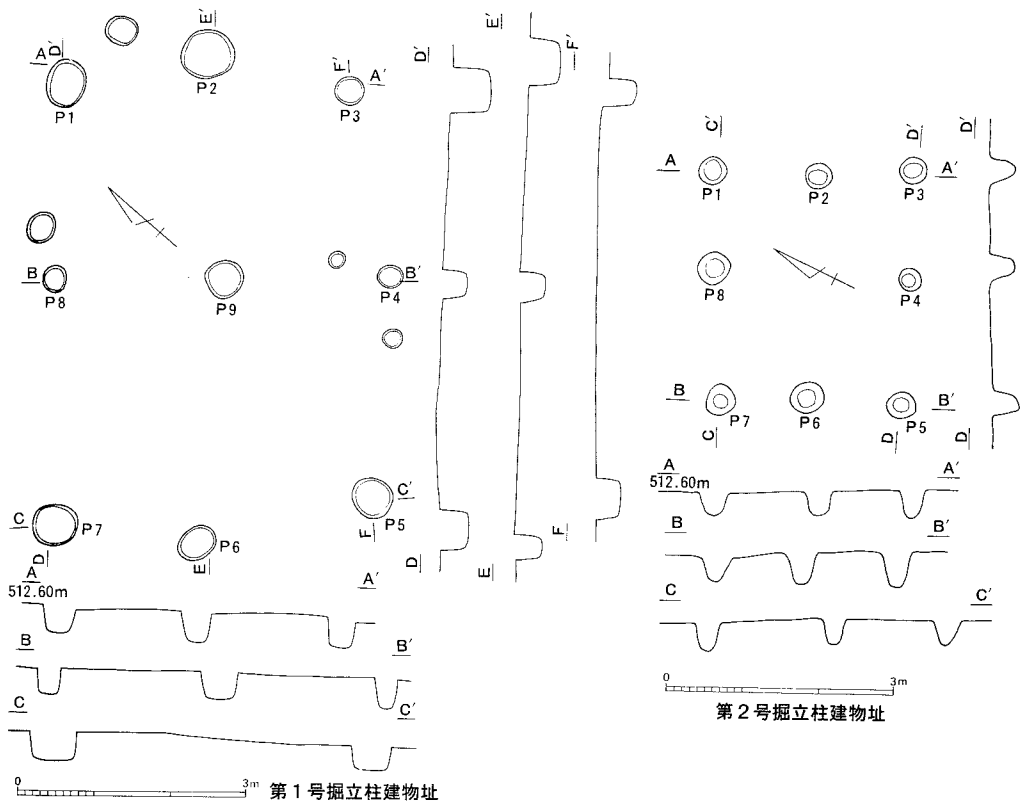 E′
A D′
P2
F′ A′
P1
P3
B
P8
P9
B′
P4
C
P7
D
P6
E
C′
P5
F
A
512.60m
A′
B
B′
C
C′
0 3m
第1号掘立柱建物址
D′
E′
F′
D
E
F
C′
D′
D′
A
P1
P2
P3
A′
P8
P4
B
P7
C
P6
P5
B′
D
D
A
512.60m
A′
B
B′
C
C′
0 3m
第2号掘立柱建物址